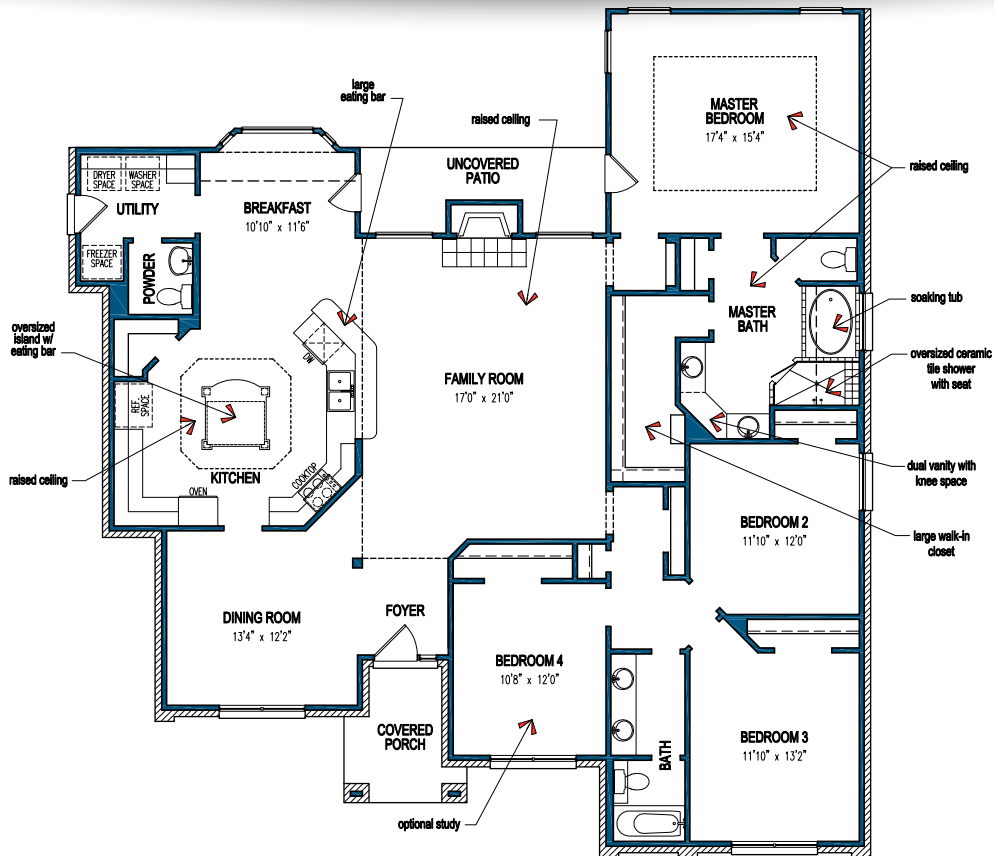 large
eating bar
raised ceiling
MASTER
BEDROOM
17'4" x 15'4"
UNCOVERED
PATIO
raised ceiling
DRYER
SPACE
WASHER
SPACE
UTILITY
BREAKFAST
10'10" x 11'6"
FREEZER
SPACE
POWDER
MASTER
BATH
soaking tub
oversized
island w/
eating bar
DW
oversized ceramic
tile shower
with seat
FAMILY ROOM
17'0" x 21'0"
REF.
SPACE
raised ceiling
KITCHEN
COOKTOP
OVEN
dual vanity with
knee space
BEDROOM 2
11'10" x 12'0"
large walk-in
closet
DINING ROOM
13'4" x 12'2"
FOYER
BEDROOM 4
10'8" x 12'0"
COVERED
PORCH
BATH
BEDROOM 3
11'10" x 13'2"
optional study